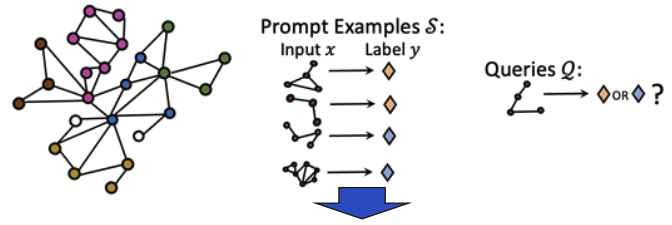 Prompt Examples 𝒮:
Input x Label y
Queries 𝒬:
OR ?